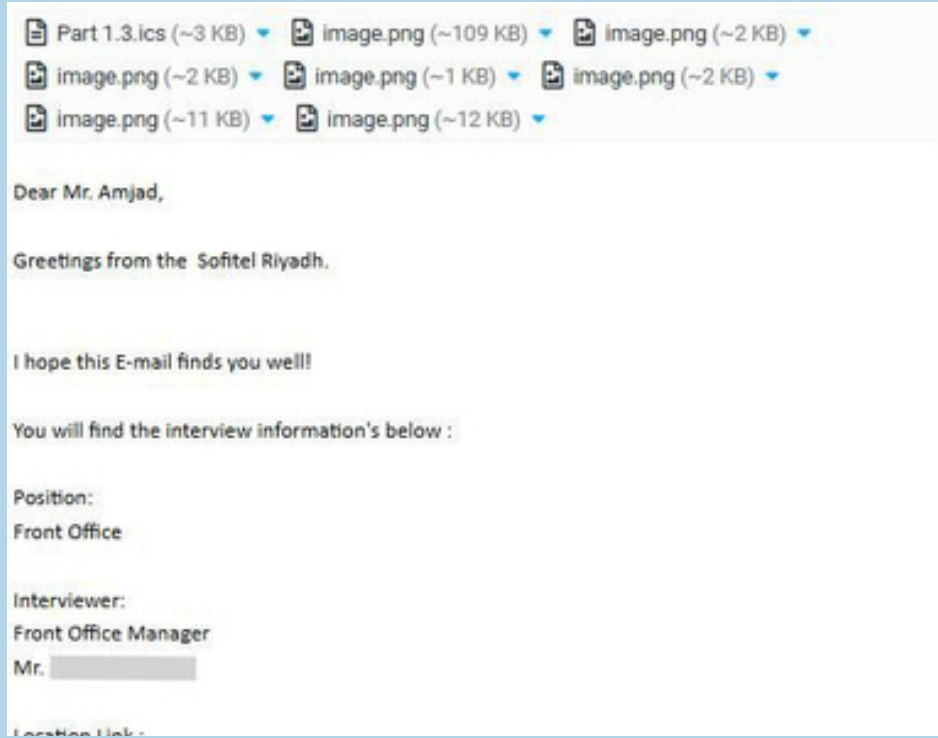 Part 1.3.ics (~3 KB) image.png (~109 KB) image.png (~2 KB)
image.png (~2 KB) image.png (~1 KB) image.png (~2 KB)
image.png (~11 KB) image.png (~12 KB)
Dear Mr. Amjad,
Greetings from the Sofitel Riyadh.
I hope this E-mail finds you well!
You will find the interview information's below :
Position:
Front Office
Interviewer:
Front Office Manager
Mr.
Location Link :